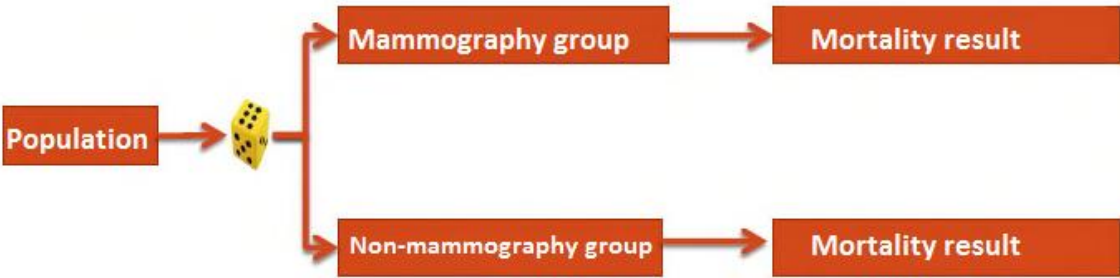 Mammography group
Mortality result
Population
Non-mammography group
Mortality result